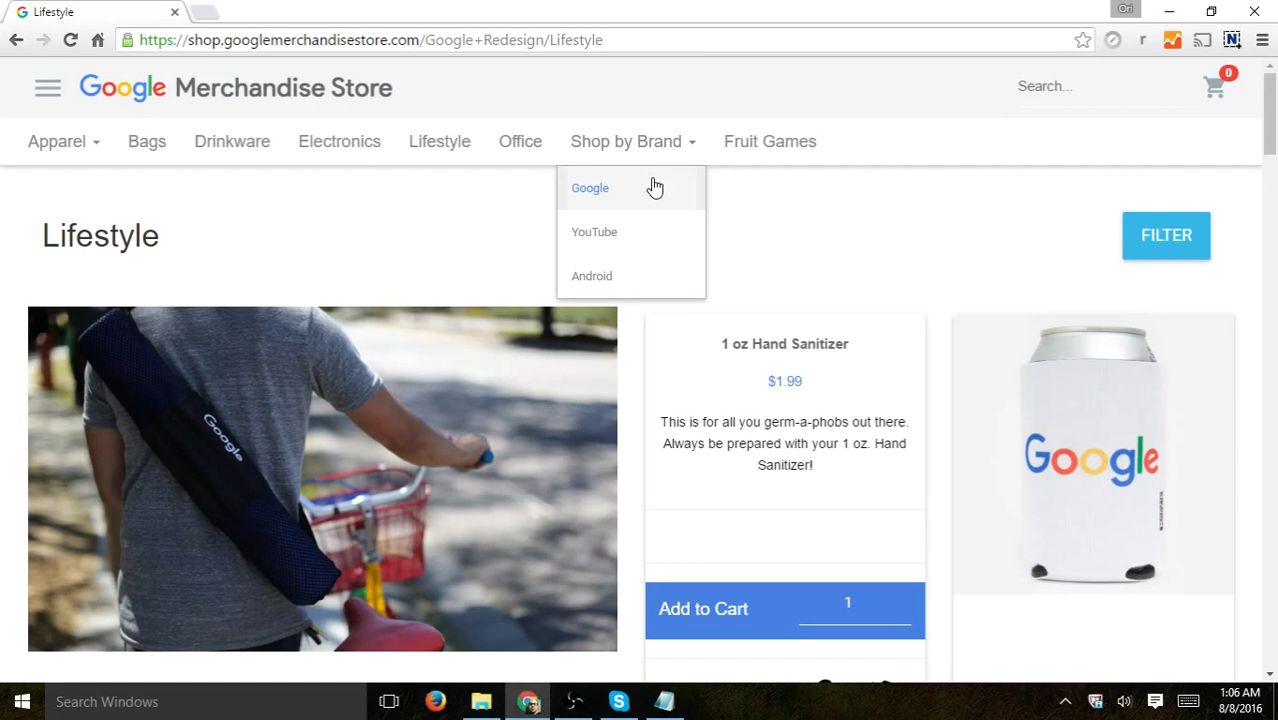 Lifestyle
Ori
https://shop.googlemerchandisestore.com/Google+Redesign/Lifestyle
Google Merchandise Store
Search...
0
Apparel
Bags
Drinkware
Electronics
Lifestyle
Office
Shop by Brand
Fruit Games
Google
YouTube
Android
Lifestyle
FILTER
Google
1 oz Hand Sanitizer
$1.99
This is for all you germ-a-phobs out there.
Always be prepared with your 1 oz. Hand
Sanitizer!
Add to Cart
1
Google
Search Windows
1:06 AM
8/8/2016